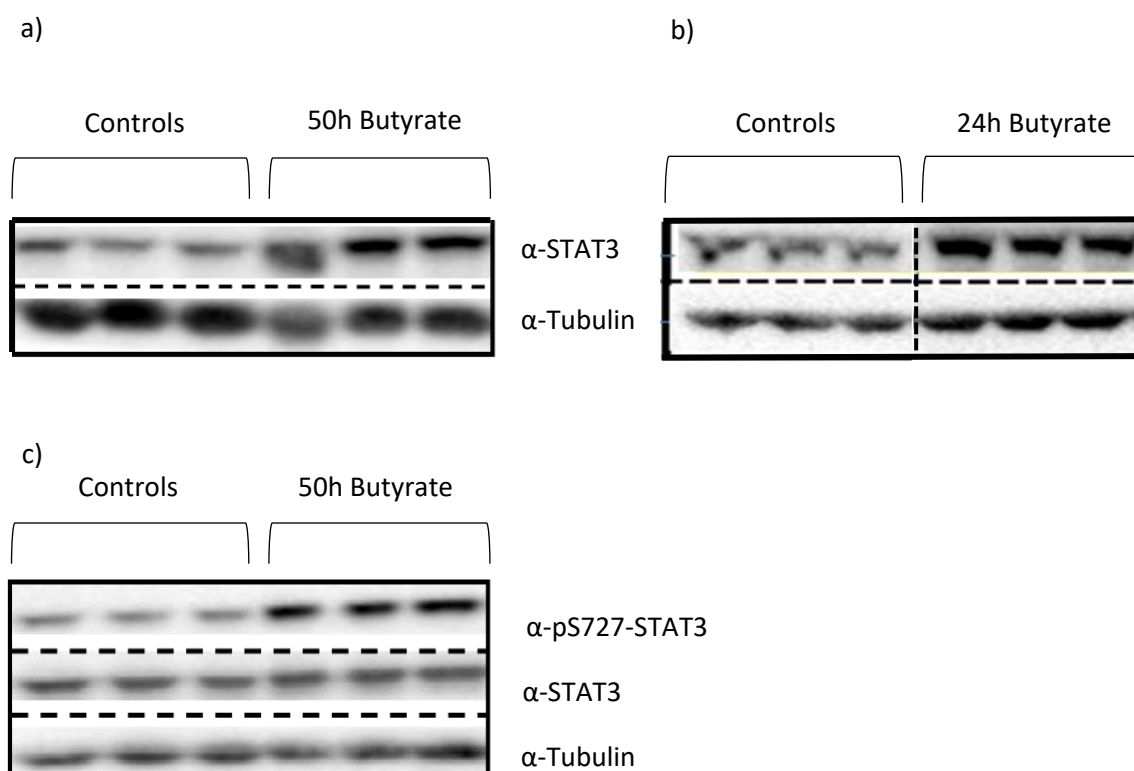 a)
Controls 50h Butyrate
α-STAT3
α-Tubulin
b)
Controls 24h Butyrate
c)
Controls 50h Butyrate
α-pS727-STAT3
α-STAT3
α-Tubulin